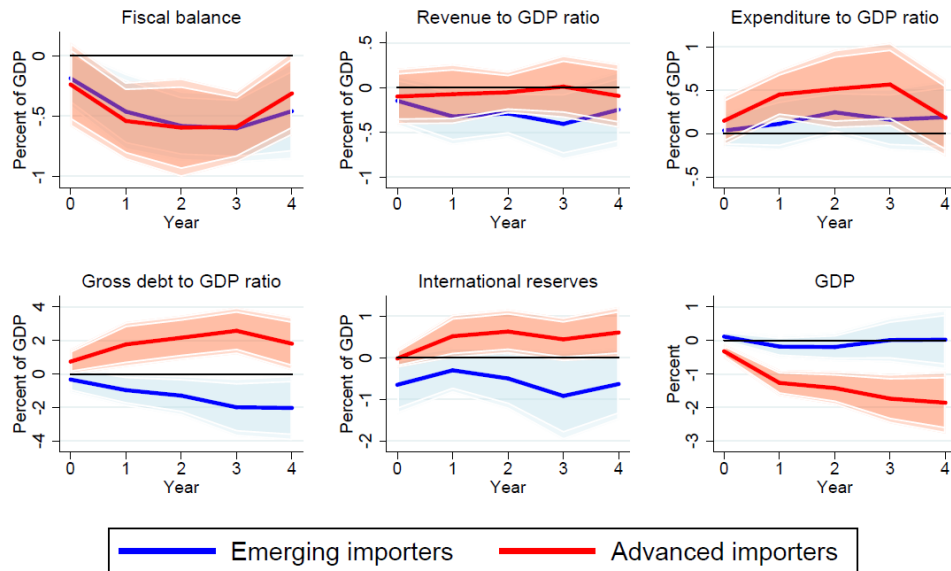 Fiscal balance
Percent of GDP
0
-.5
-1
0 1 2 3 4
Year
Revenue to GDP ratio
Percent of GDP
.5
0
-.5
-1
0 1 2 3 4
Year
Expenditure to GDP ratio
Percent of GDP
1
.5
0
-.5
0 1 2 3 4
Year
Gross debt to GDP ratio
Percent of GDP
4
2
0
-2
-4
0 1 2 3 4
Year
International reserves
Percent of GDP
1
0
-1
-2
0 1 2 3 4
Year
GDP
Percent
1
0
-1
-2
-3
0 1 2 3 4
Year
Emerging importers
Advanced importers